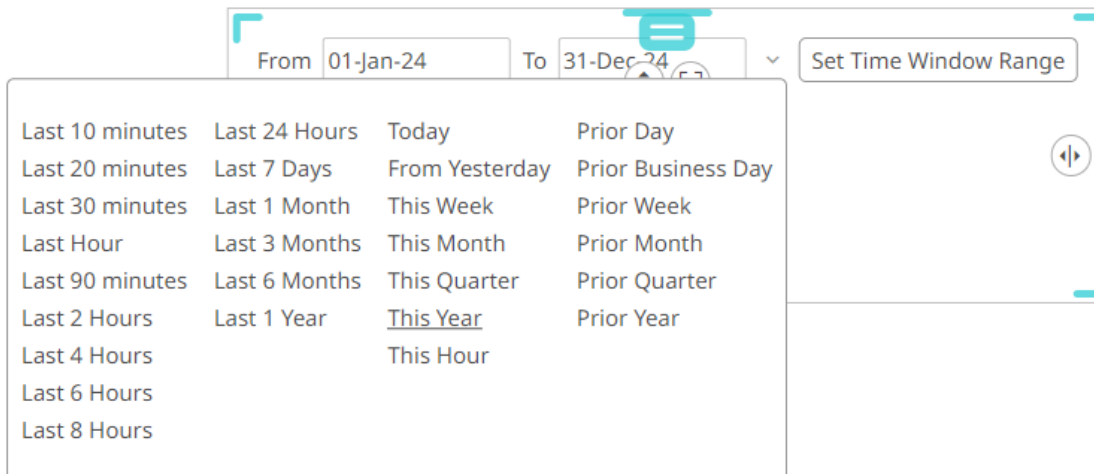 From 01-Jan-24 To 31-Dec-24 Set Time Window Range
Last 10 minutes Last 24 Hours Today Prior Day
Last 20 minutes Last 7 Days From Yesterday Prior Business Day
Last 30 minutes Last 1 Month This Week Prior Week
Last Hour Last 3 Months This Month Prior Month
Last 90 minutes Last 6 Months This Quarter Prior Quarter
Last 2 Hours Last 1 Year This Year Prior Year
Last 4 Hours This Hour
Last 6 Hours
Last 8 Hours